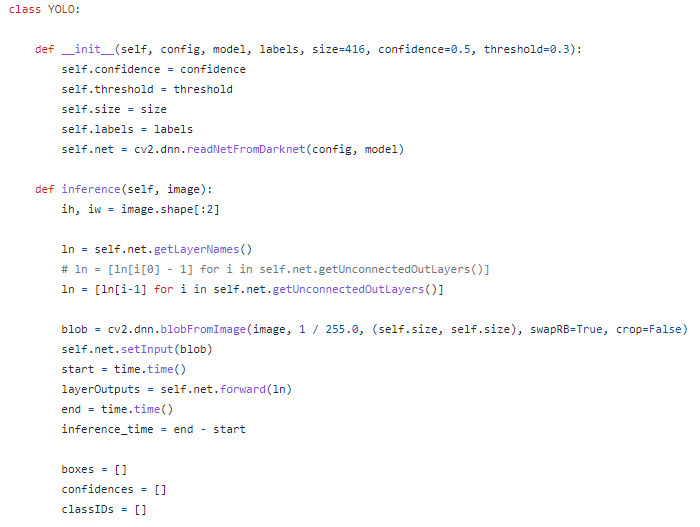 class YOLO:
def __init__(self, config, model, labels, size=416, confidence=0.5, threshold=0.3):
self.confidence = confidence
self.threshold = threshold
self.size = size
self.labels = labels
self.net = cv2.dnn.readNetFromDarknet(config, model)
def inference(self, image):
ih, iw = image.shape[:2]
ln = self.net.getLayerNames()
# ln = [ln[i[0] - 1] for i in self.net.getUnconnectedOutLayers()]
ln = [ln[i-1] for i in self.net.getUnconnectedOutLayers()]
blob = cv2.dnn.blobFromImage(image, 1 / 255.0, (self.size, self.size), swapRB=True, crop=False)
self.net.setInput(blob)
start = time.time()
layerOutputs = self.net.forward(ln)
end = time.time()
inference_time = end - start
boxes = []
confidences = []
classIDs = []